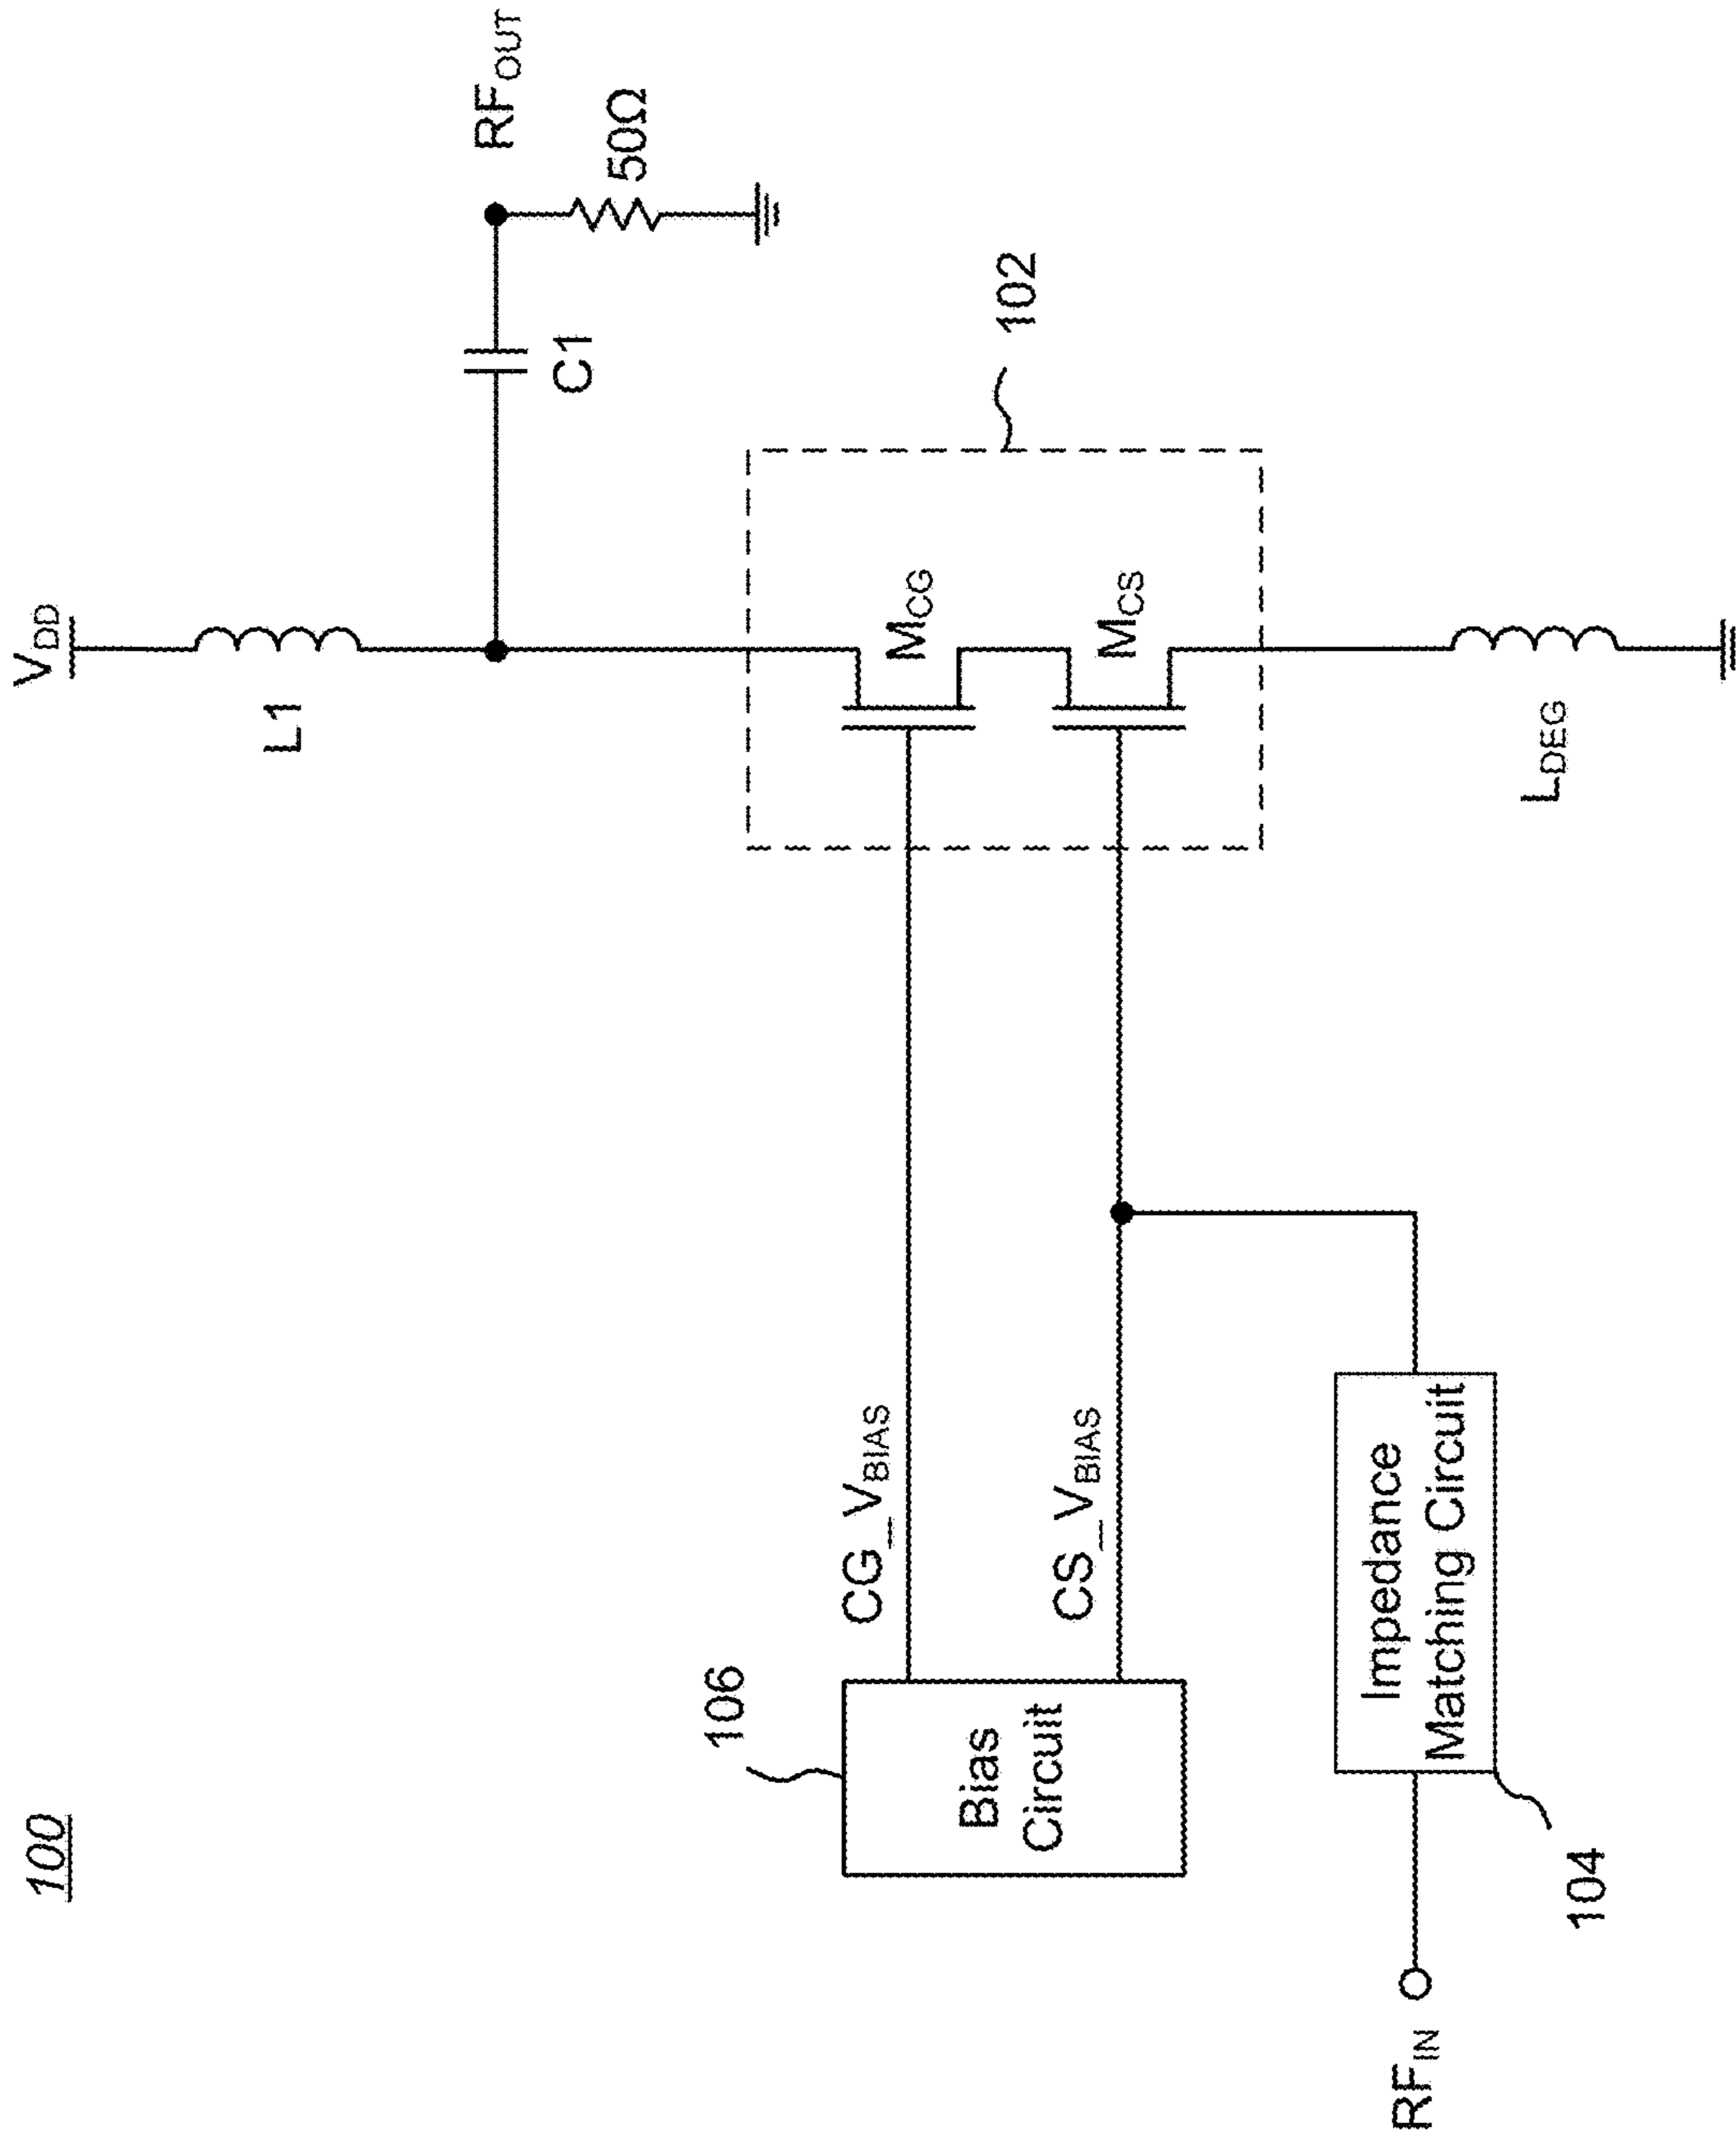 100
V_DD
L1
RF_OUT
C1
50Ω
102
M_CG
M_CS
L_DEG
CG_V_BIAS
CS_V_BIAS
106
Bias
Circuit
Impedance
Matching Circuit
104
RF_IN